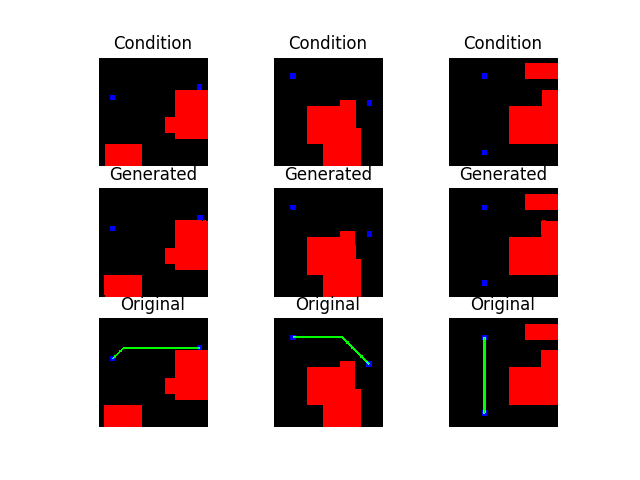 Condition
Condition
Condition
Generated
Generated
Generated
Original
Original
Original